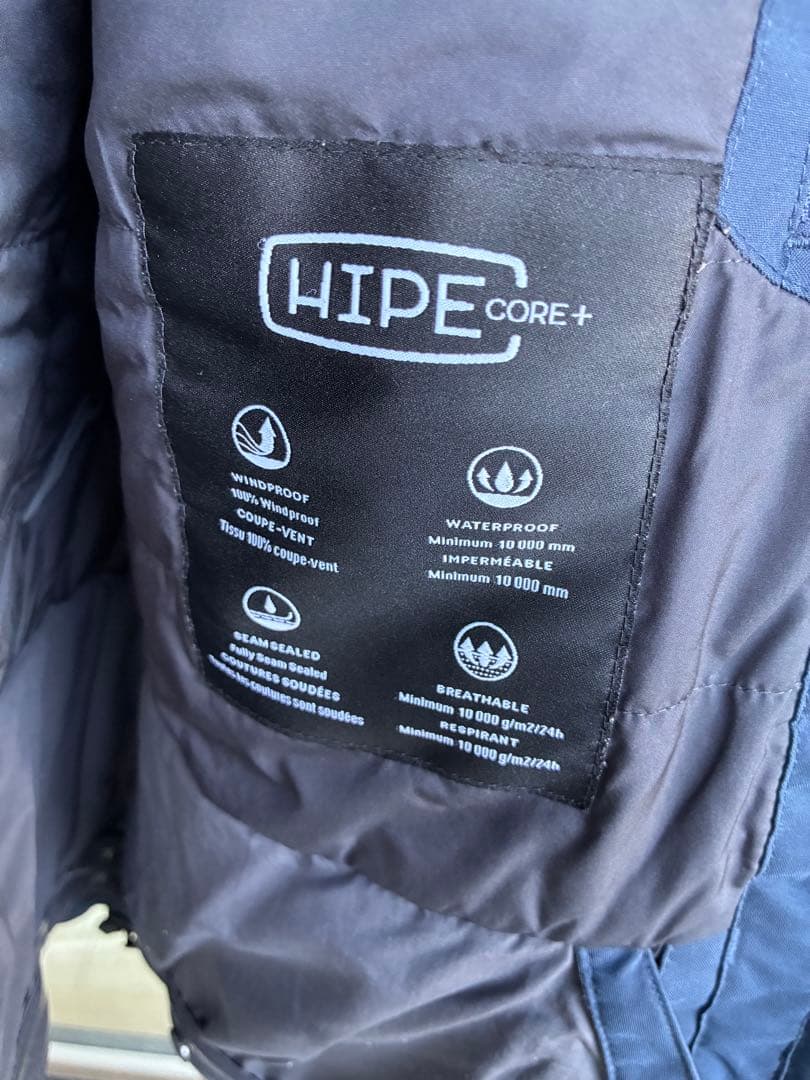 HIPE CORE+
WINDPROOF
100% Windproof
COUPE-VENT
Tissu 100% coupe-vent
WATERPROOF
Minimum 10 000 mm
IMPERMÉABLE
Minimum 10 000 mm
SEAM SEALED
Fully Seam Sealed
COUTURES SOUDÉES
Toutes les coutures sont soudées
BREATHABLE
Minimum 10 000 g/m2/24h
RESPIRANT
Minimum 10 000 g/m2/24h